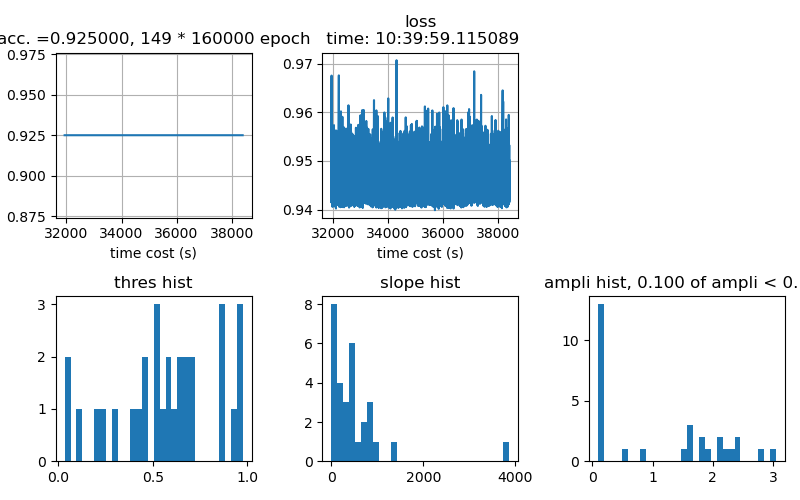 acc. =0.925000, 149 * 160000 epoch
loss
time: 10:39:59.115089
0.975
0.950
0.925
0.900
0.875
32000 34000 36000 38000
time cost (s)
0.97
0.96
0.95
0.94
32000 34000 36000 38000
time cost (s)
thres hist
3
2
1
0
0.0 0.5 1.0
slope hist
8
6
4
2
0
0 2000 4000
ampli hist, 0.100 of ampli < 0.
10
5
0
0 1 2 3